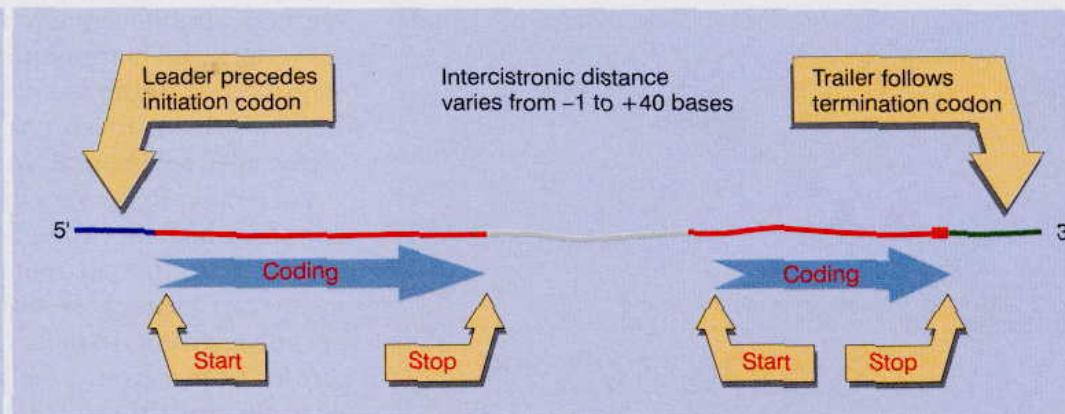 Leader precedes
initiation codon
Intercistronic distance
varies from –1 to +40 bases
Trailer follows
termination codon
5'
3'
Coding
Coding
Start
Stop
Start
Stop